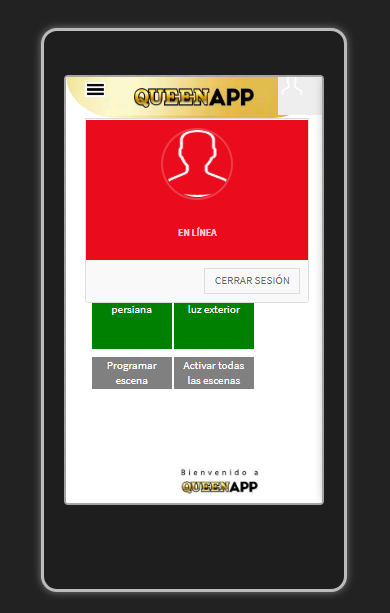 QUEENAPP
EN LÍNEA
CERRAR SESIÓN
persiana
luz exterior
Programar
escena
Activar todas
las escenas
Bienvenido a
QUEENAPP